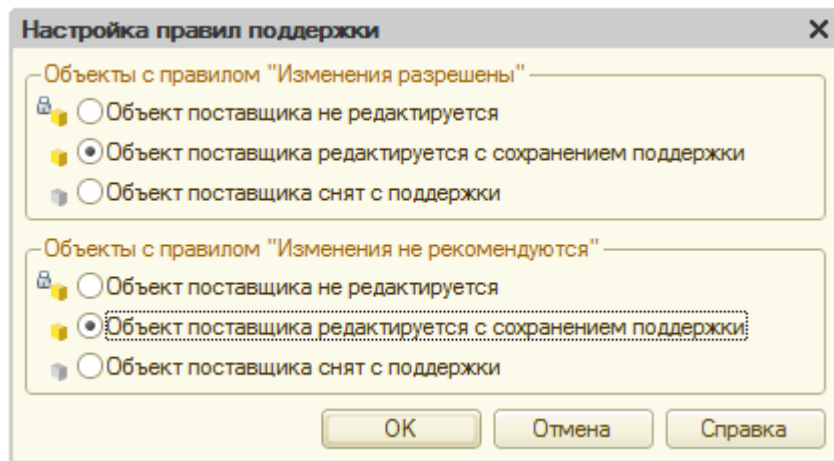 Настройка правил поддержки
Объекты с правилом "Изменения разрешены"
Объект поставщика не редактируется
Объект поставщика редактируется с сохранением поддержки
Объект поставщика снят с поддержки
Объекты с правилом "Изменения не рекомендуются"
Объект поставщика не редактируется
Объект поставщика редактируется с сохранением поддержки
Объект поставщика снят с поддержки
ОК Отмена Справка